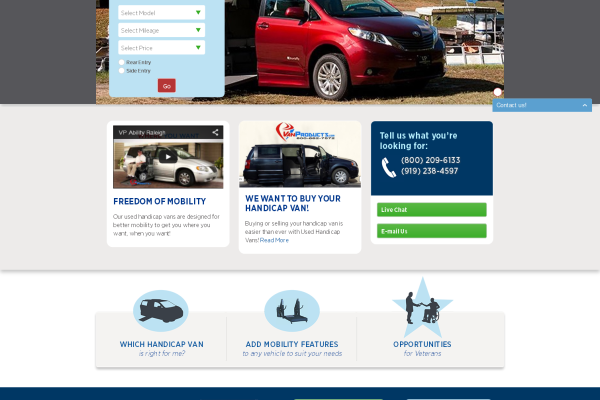 Select Model
Select Mileage
Select Price
Rear Entry
Side Entry
Go
Contact us!
VP Ability Raleigh
VANPRODUCTS
FREEDOM OF MOBILITY
Our used handicap vans are designed for
better mobility to get you where you
want, when you want!
WE WANT TO BUY YOUR
HANDICAP VAN!
Buying or selling your handicap van is
easier than ever with Used Handicap
Vans! Read More
Tell us what you're
looking for:
(800) 209-6133
(919) 238-4597
Live Chat
E-mail Us
WHICH HANDICAP VAN
is right for me?
ADD MOBILITY FEATURES
to any vehicle to suit your needs
OPPORTUNITIES
for Veterans